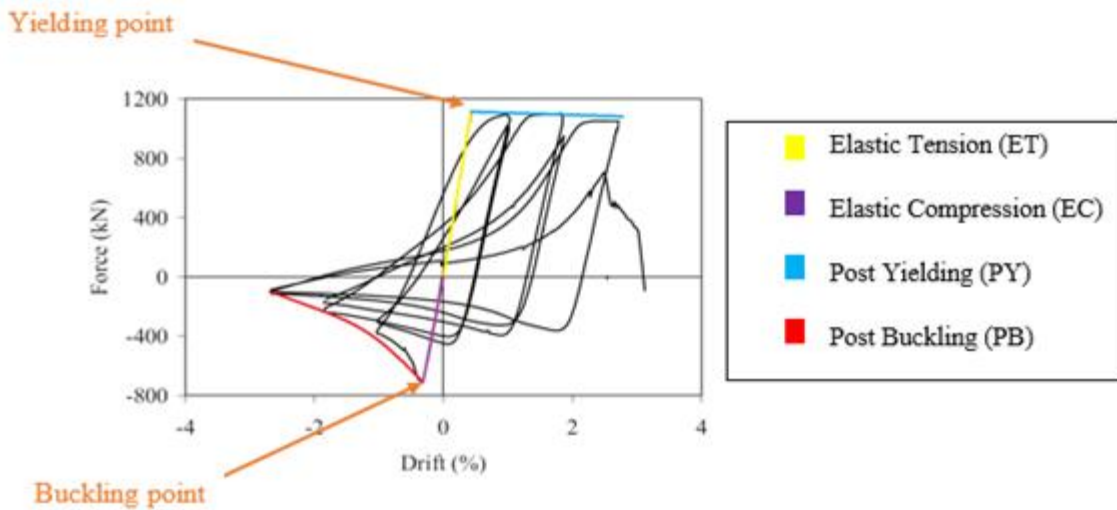 Yielding point
1200
800
400
0
-400
-800
Force (kN)
-4
-2
0
2
4
Drift (%)
Buckling point
Elastic Tension (ET)
Elastic Compression (EC)
Post Yielding (PY)
Post Buckling (PB)